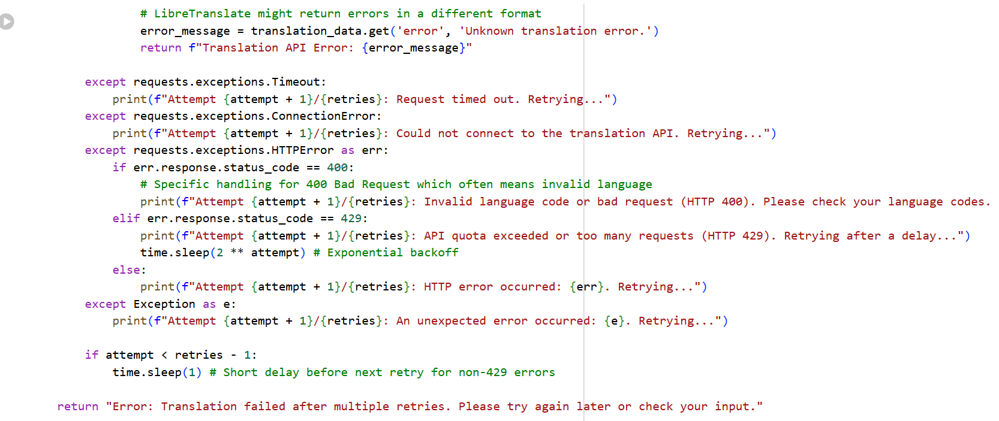 # LibreTranslate might return errors in a different format
error_message = translation_data.get('error', 'Unknown translation error.')
return f"Translation API Error: {error_message}"
except requests.exceptions.Timeout:
print(f"Attempt {attempt + 1}/{retries}: Request timed out. Retrying...")
except requests.exceptions.ConnectionError:
print(f"Attempt {attempt + 1}/{retries}: Could not connect to the translation API. Retrying...")
except requests.exceptions.HTTPError as err:
if err.response.status_code == 400:
# Specific handling for 400 Bad Request which often means invalid language
print(f"Attempt {attempt + 1}/{retries}: Invalid language code or bad request (HTTP 400). Please check your language codes.
elif err.response.status_code == 429:
print(f"Attempt {attempt + 1}/{retries}: API quota exceeded or too many requests (HTTP 429). Retrying after a delay...")
time.sleep(2 ** attempt) # Exponential backoff
else:
print(f"Attempt {attempt + 1}/{retries}: HTTP error occurred: {err}. Retrying...")
except Exception as e:
print(f"Attempt {attempt + 1}/{retries}: An unexpected error occurred: {e}. Retrying...")
if attempt < retries - 1:
time.sleep(1) # Short delay before next retry for non-429 errors
return "Error: Translation failed after multiple retries. Please try again later or check your input."